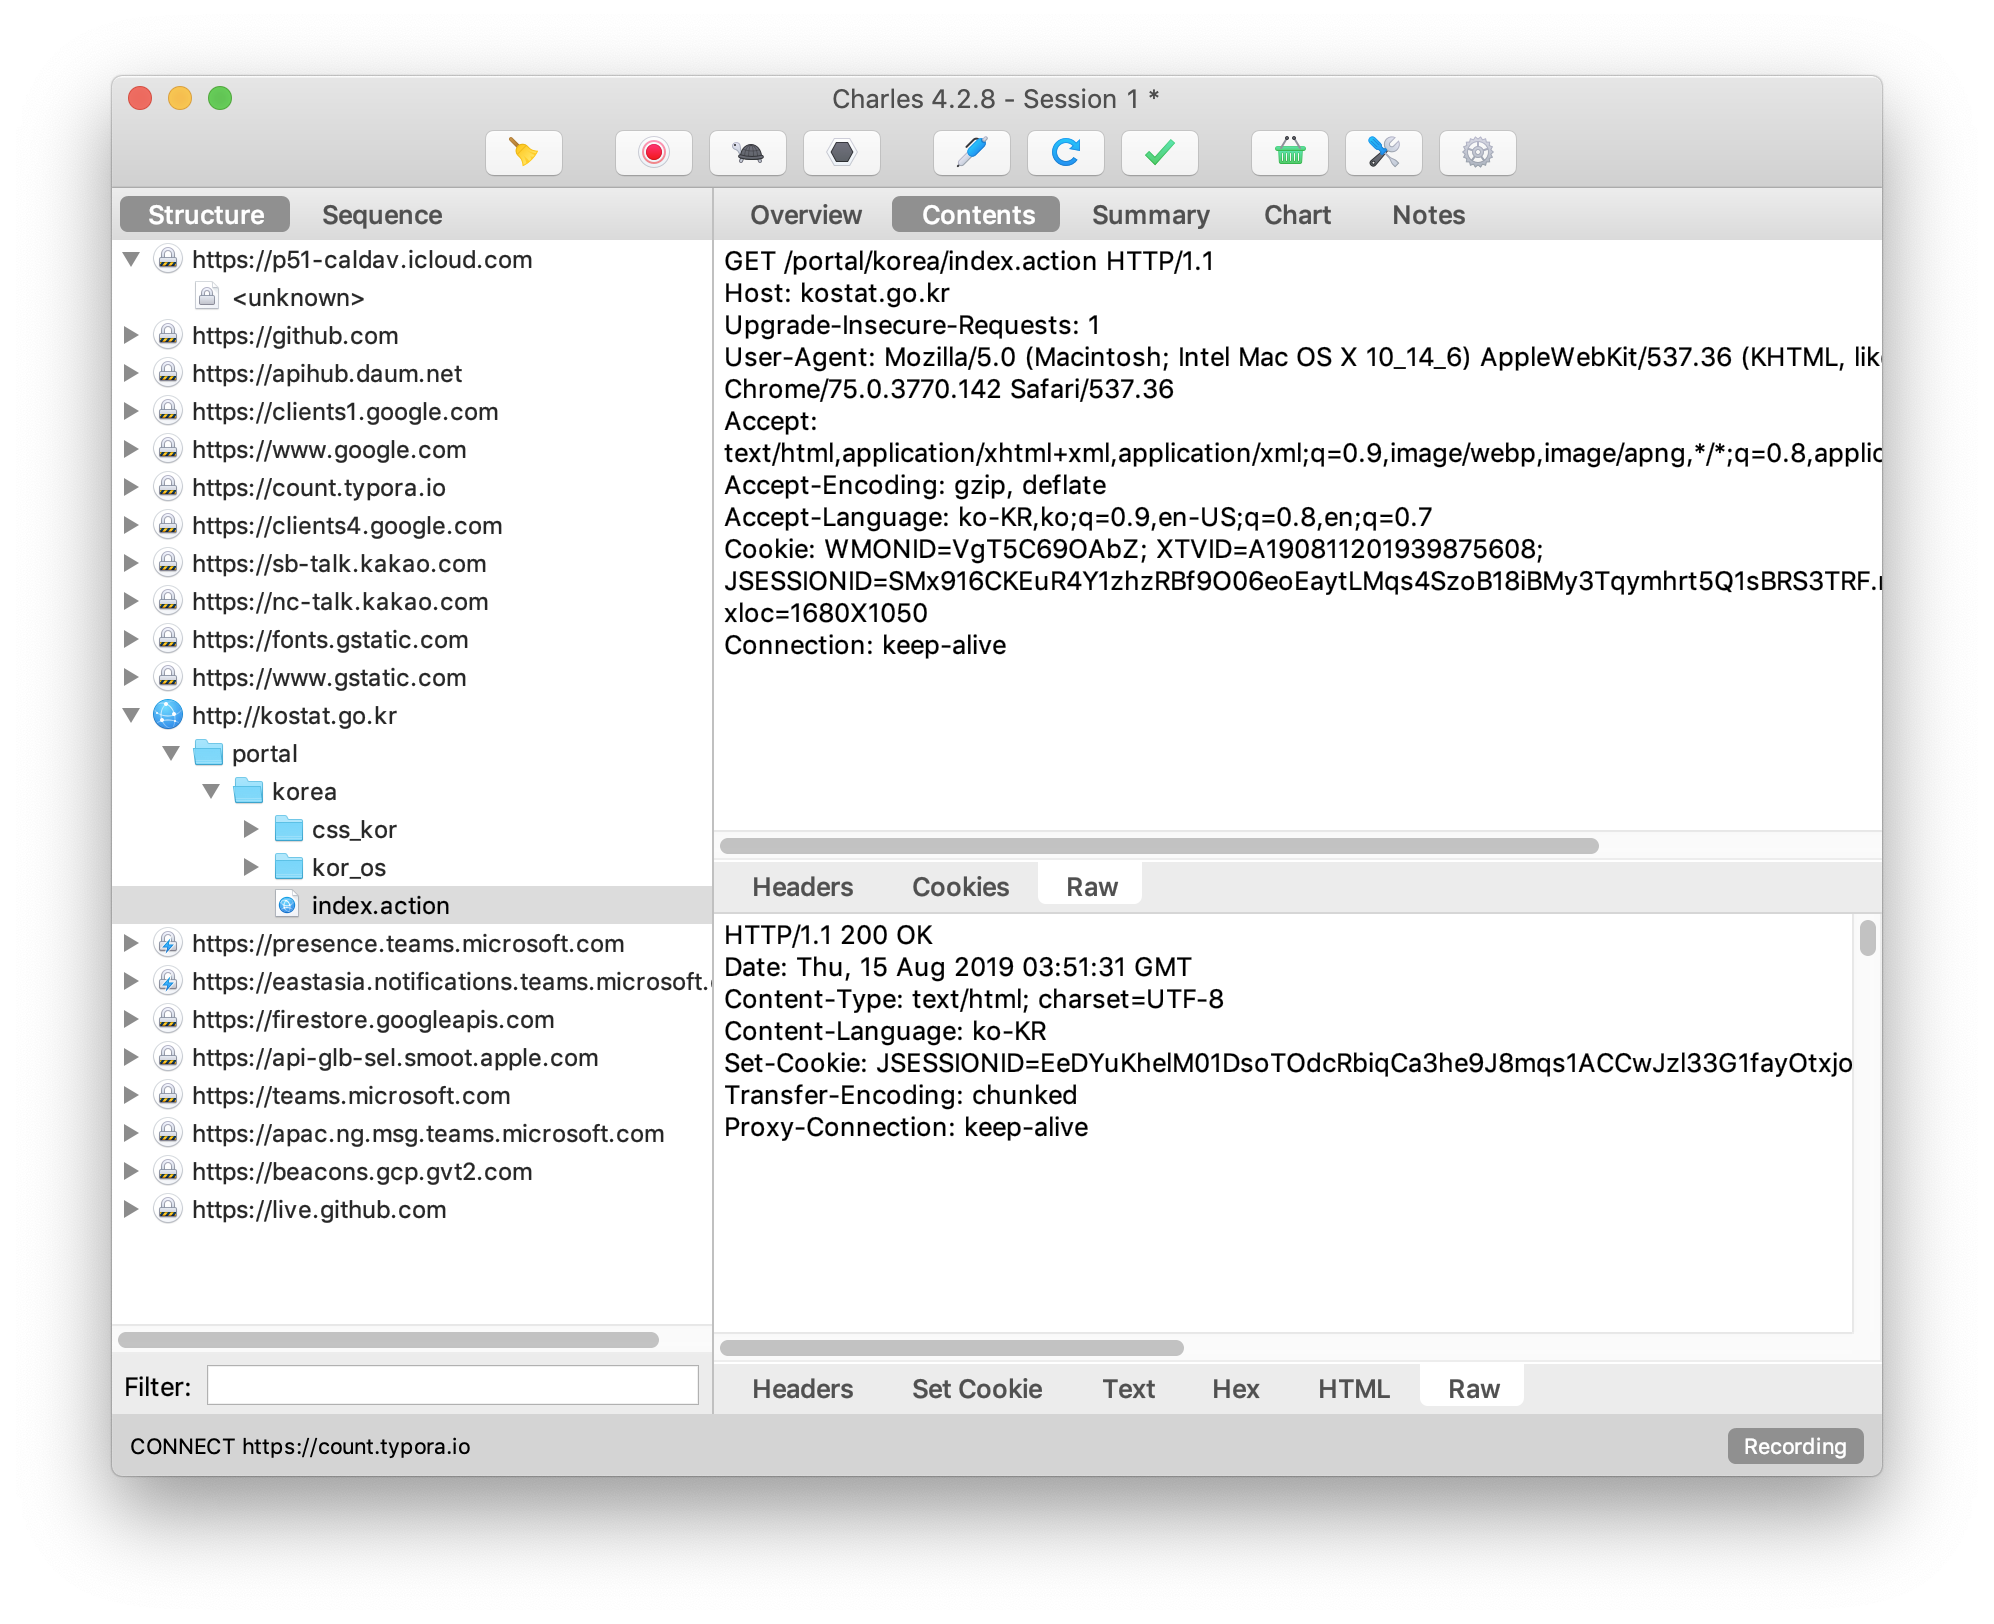 Charles 4.2.8 - Session 1 *
Structure
Sequence
https://p51-caldav.icloud.com
<unknown>
https://github.com
https://apihub.daum.net
https://clients1.google.com
https://www.google.com
https://count.typora.io
https://clients4.google.com
https://sb-talk.kakao.com
https://nc-talk.kakao.com
https://fonts.gstatic.com
https://www.gstatic.com
http://kostat.go.kr
portal
korea
css_kor
kor_os
index.action
https://presence.teams.microsoft.com
https://eastasia.notifications.teams.microsoft.
https://firestore.googleapis.com
https://api-glb-sel.smoot.apple.com
https://teams.microsoft.com
https://apac.ng.msg.teams.microsoft.com
https://beacons.gcp.gvt2.com
https://live.github.com
Filter:
Overview Contents Summary Chart Notes
GET /portal/korea/index.action HTTP/1.1
Host: kostat.go.kr
Upgrade-Insecure-Requests: 1
User-Agent: Mozilla/5.0 (Macintosh; Intel Mac OS X 10_14_6) AppleWebKit/537.36 (KHTML, lik
Chrome/75.0.3770.142 Safari/537.36
Accept:
text/html,application/xhtml+xml,application/xml;q=0.9,image/webp,image/apng,*/*;q=0.8,applic
Accept-Encoding: gzip, deflate
Accept-Language: ko-KR,ko;q=0.9,en-US;q=0.8,en;q=0.7
Cookie: WMONID=VgT5C69OAbZ; XTVID=A190811201939875608;
JSESSIONID=SMx916CKEuR4Y1zhzRBf9O06eoEaytLMqs4SzoB18iBMy3Tqymhrt5Q1sBRS3TRF.
xloc=1680X1050
Connection: keep-alive
Headers Cookies Raw
HTTP/1.1 200 OK
Date: Thu, 15 Aug 2019 03:51:31 GMT
Content-Type: text/html; charset=UTF-8
Content-Language: ko-KR
Set-Cookie: JSESSIONID=EeDYuKhelM01DsoTOdcRbiqCa3he9J8mqs1ACCwJzl33G1fayOtxjo
Transfer-Encoding: chunked
Proxy-Connection: keep-alive
Headers Set Cookie Text Hex HTML Raw
CONNECT https://count.typora.io
Recording